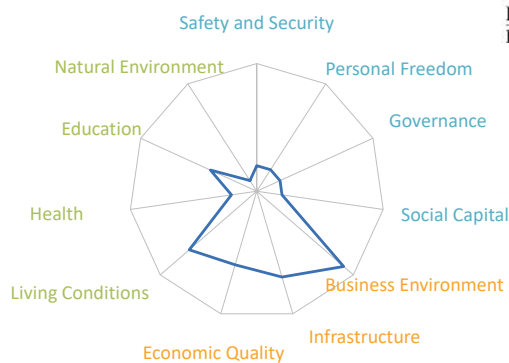 Safety and Security
Natural Environment
Personal Freedom
Education
Governance
Health
Social Capital
Living Conditions
Business Environment
Infrastructure
Economic Quality